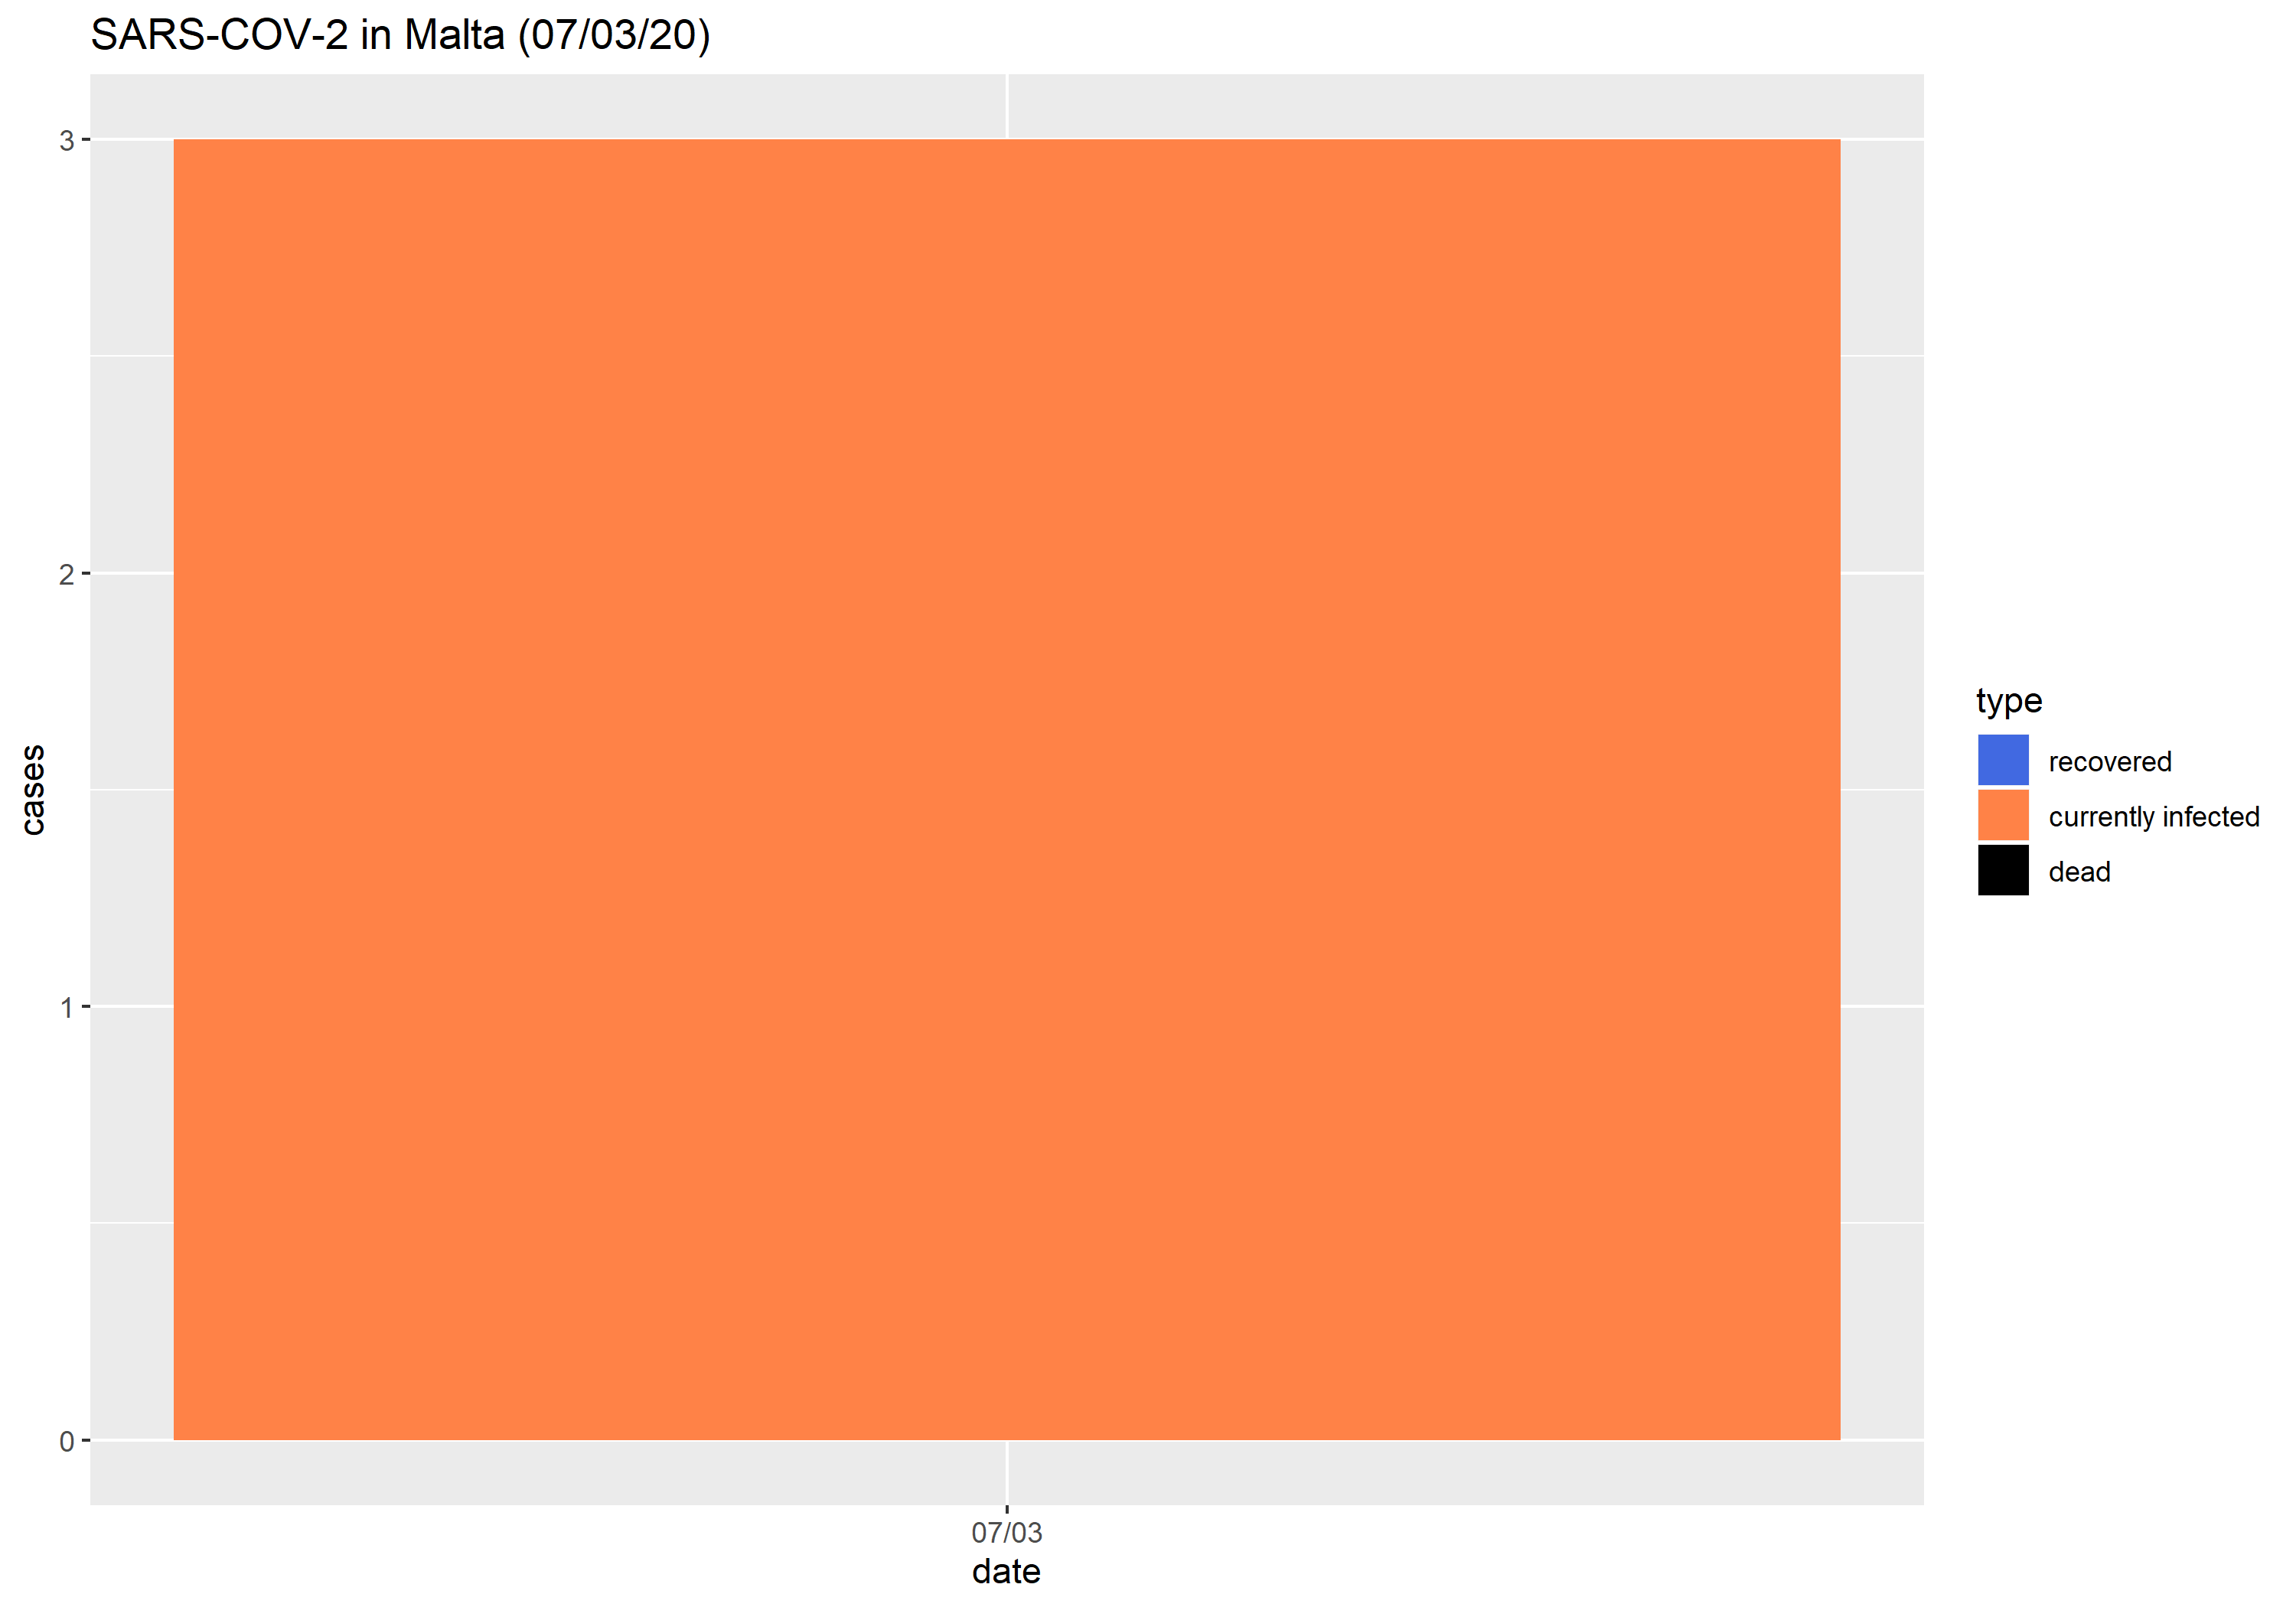 SARS-COV-2 in Malta (07/03/20)
3
2
1
0
cases
07/03
date
type
recovered
currently infected
dead